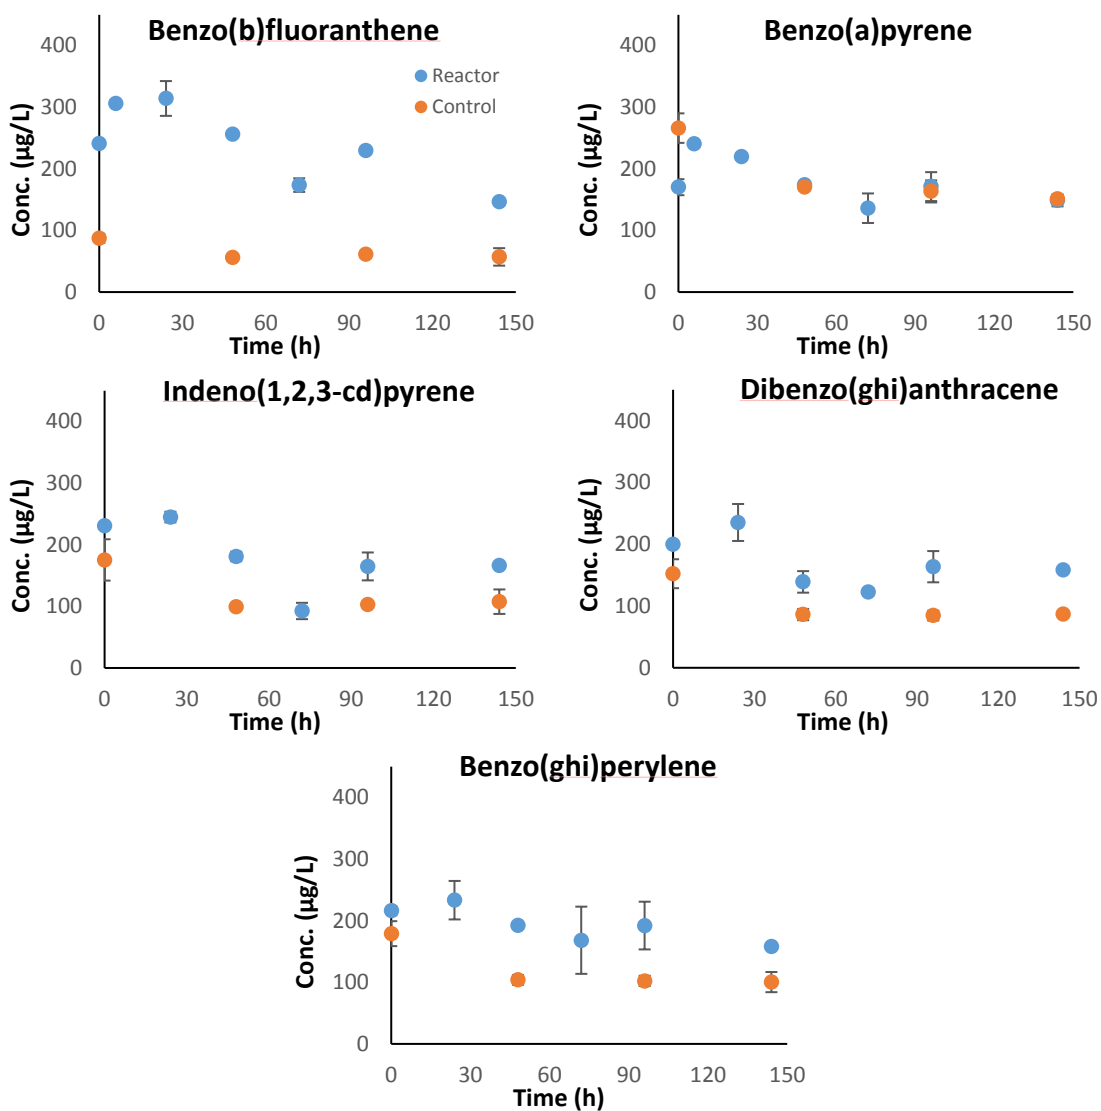 Benzo(b)fluoranthene
400
300
200
100
0
Conc. (µg/L)
Reactor
Control
0 30 60 90 120 150
Time (h)
Benzo(a)pyrene
400
300
200
100
0
Conc. (µg/L)
0 30 60 90 120 150
Time (h)
Indeno(1,2,3-cd)pyrene
400
300
200
100
0
Conc. (µg/L)
0 30 60 90 120 150
Time (h)
Dibenzo(ghi)anthracene
400
300
200
100
0
Conc. (µg/L)
0 30 60 90 120 150
Time (h)
Benzo(ghi)perylene
400
300
200
100
0
Conc. (µg/L)
0 30 60 90 120 150
Time (h)